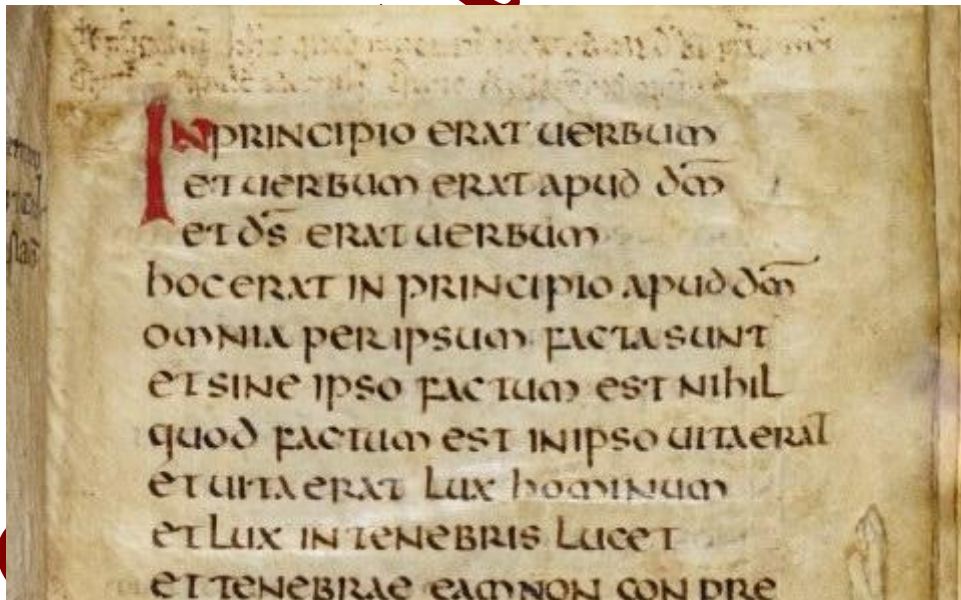 INPRINCIPIO ERAT UERBUM
ET UERBUM ERAT APUD DM̄
ET DS̄ ERAT UERBUM
hOC ERAT IN PRINCIPIO APUD DM̄
OMNIA PER IPSUM FACTA SUNT
ET SINE IPSO FACTUM EST NIhIL
QUOD FACTUM EST IN IPSO UITA ERAT
ET UITA ERAT LUX hOMINUM
ET LUX IN TENEBRIS LUCET
ET TENEBRAE EAM NON CONPRE